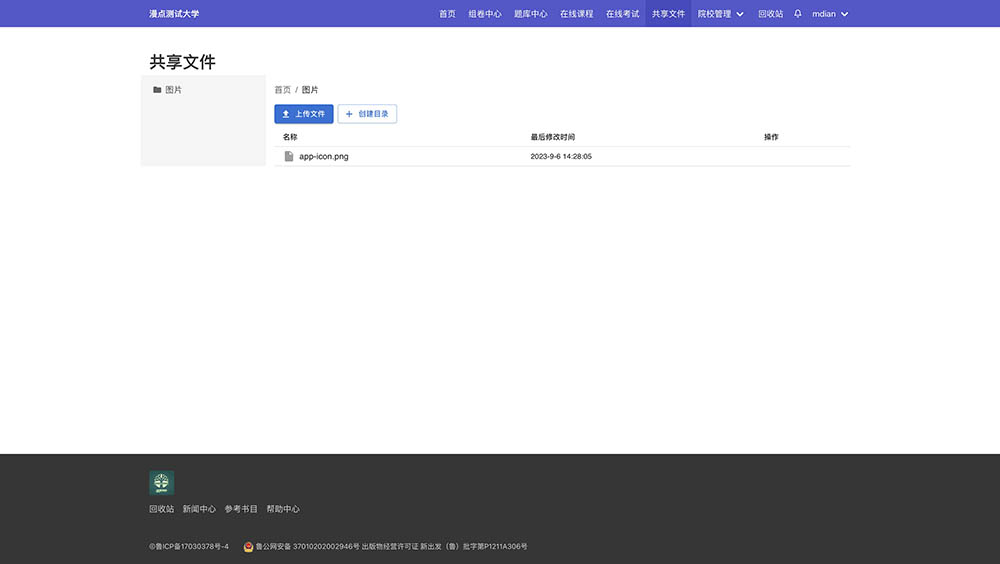 漫点测试大学 首页 组卷中心 题库中心 在线课程 在线考试 共享文件 院校管理 回收站 mdian
共享文件
图片
首页 / 图片
上传文件 + 创建目录
名称 最后修改时间 操作
app-icon.png 2023-9-6 14:28:05
回收站 新闻中心 参考书目 帮助中心
©鲁ICP备17030378号-4 鲁公网安备 37010202002946号 出版物经营许可证 新出发（鲁）批字第P1211A306号